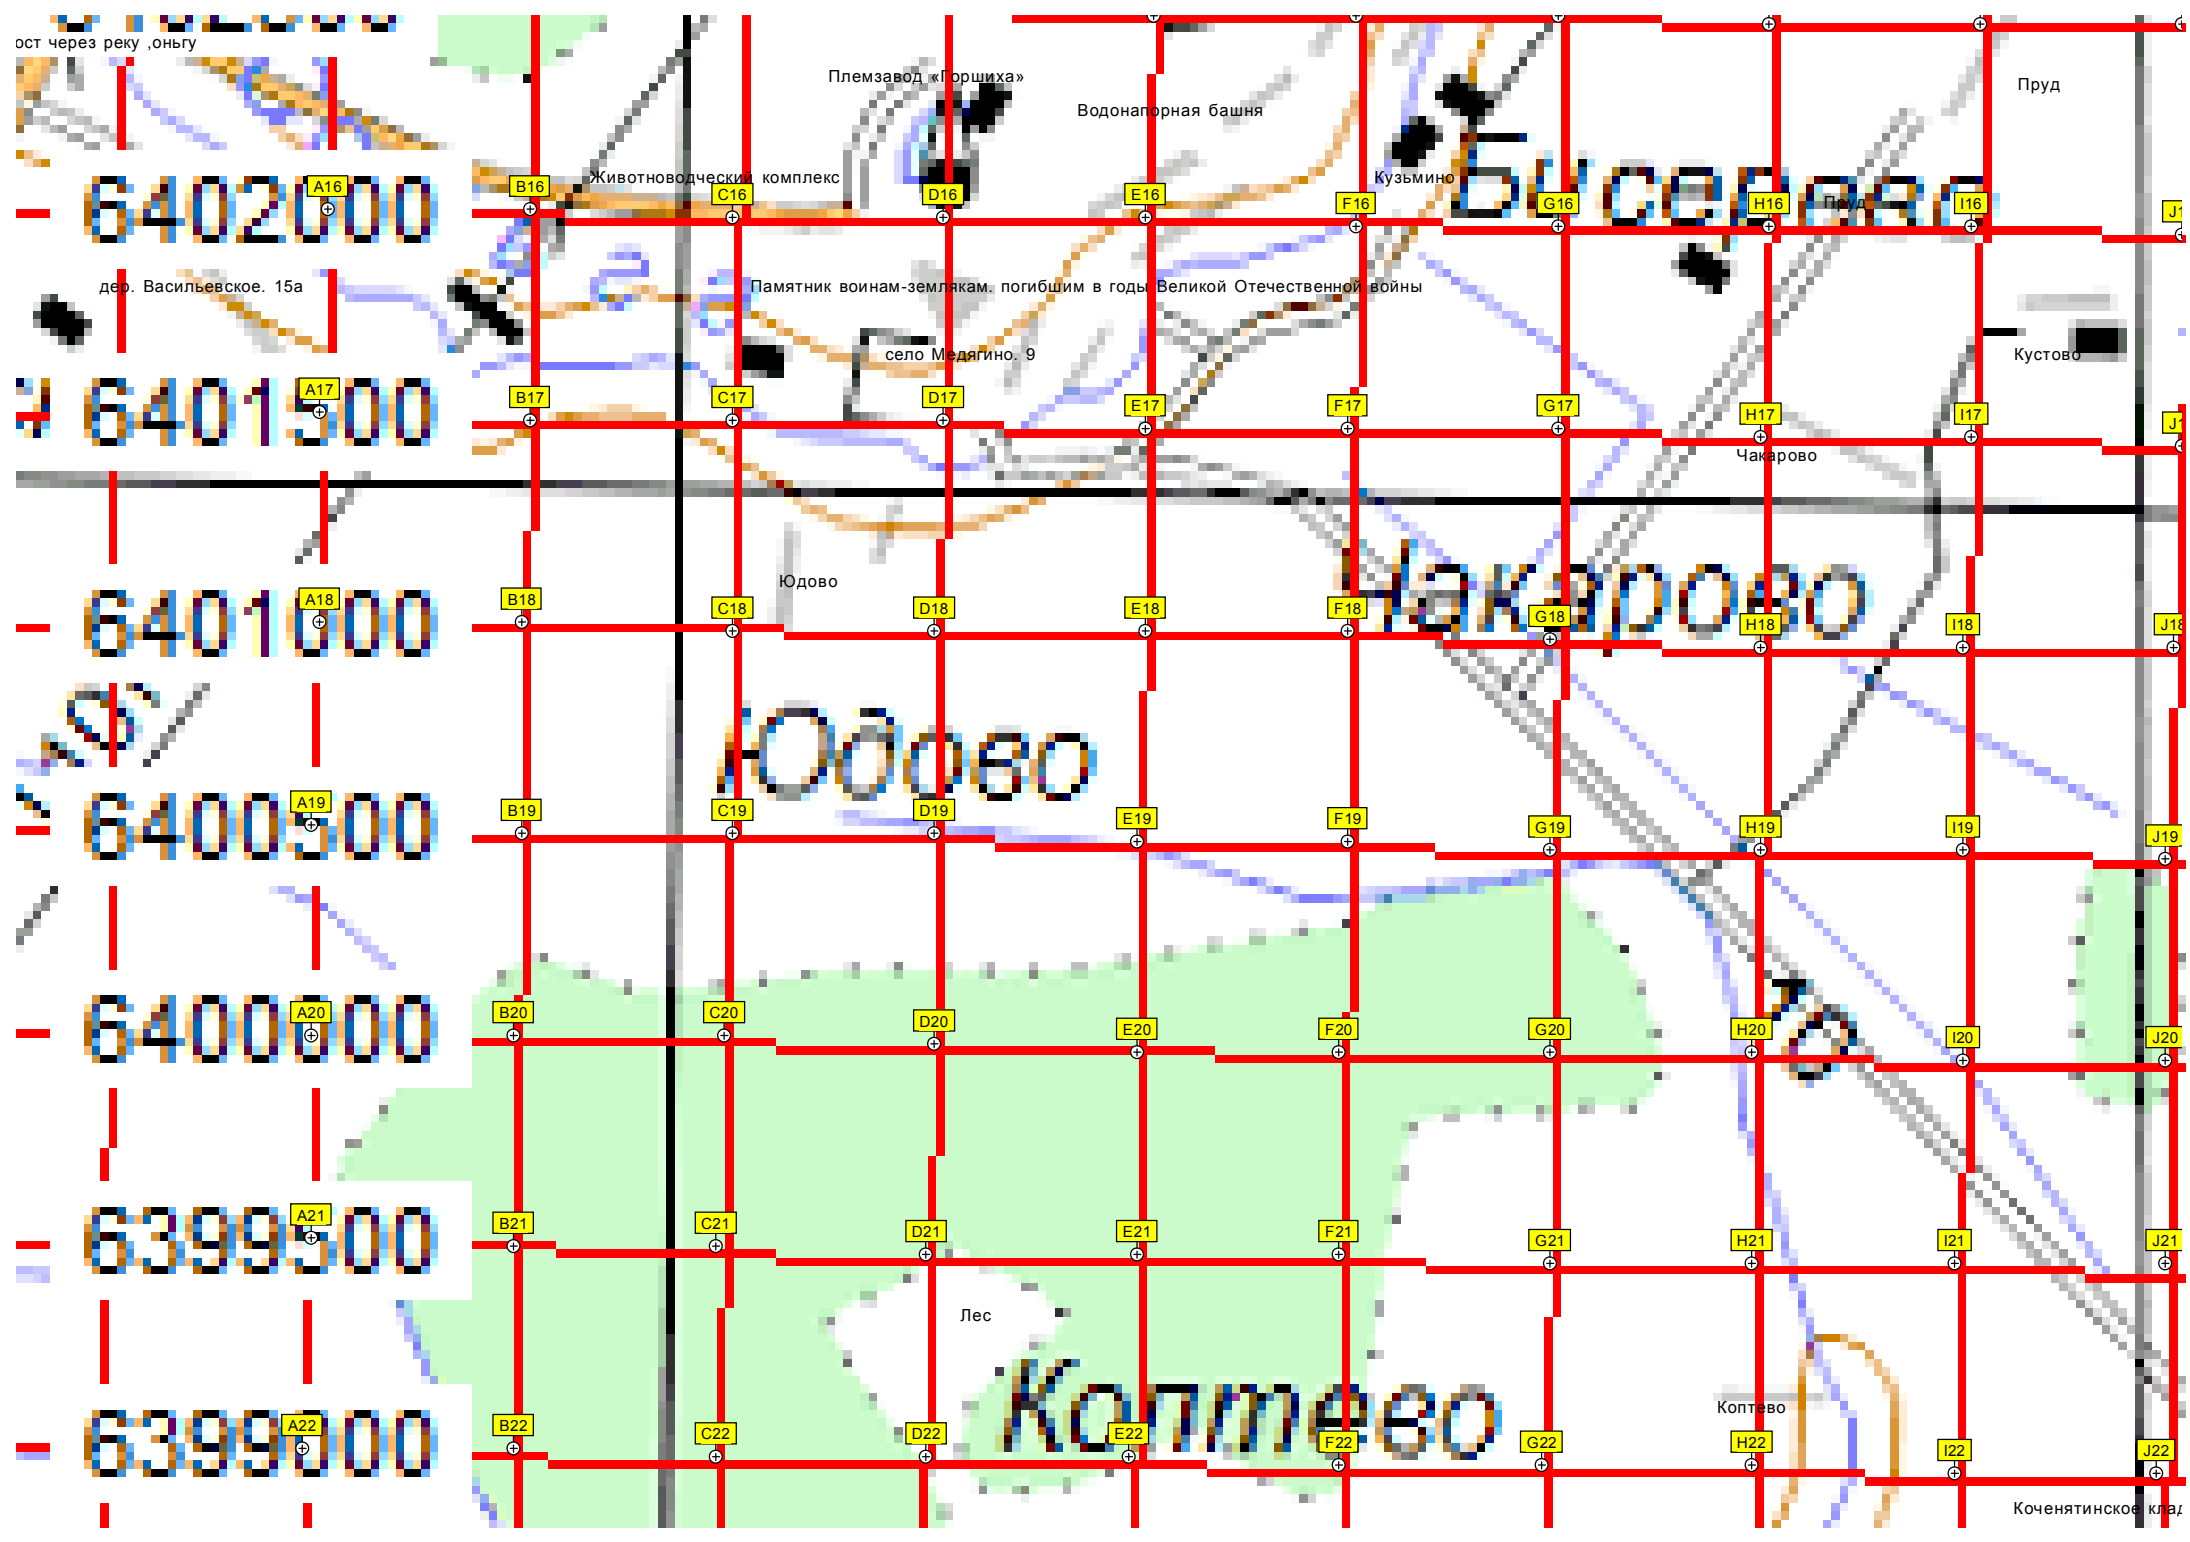 ост через реку ,оньгу
Племзавод «Горшиха»
Водонапорная башня
Пруд
Бисерово
6402000
A16
B16
Животноводческий комплекс
C16
D16
E16
F16
Кузьмино
G16
H16
Пруд
I16
дер. Васильевское. 15а
Памятник воинам-землякам. погибшим в годы Великой Отечественной войны
село Медягино. 9
Кустово
6401500
A17
B17
C17
D17
E17
F17
G17
H17
I17
Чакарово
Чакарово
Юдово
6401000
A18
B18
C18
D18
E18
F18
G18
H18
I18
J18
Юдово
6400500
A19
B19
C19
D19
E19
F19
G19
H19
I19
J19
6400000
A20
B20
C20
D20
E20
F20
G20
H20
I20
J20
6399500
A21
B21
C21
D21
E21
F21
G21
H21
I21
J21
Лес
Коптево
Коптево
6399000
A22
B22
C22
D22
E22
F22
G22
H22
I22
J22
Коченятинское клад